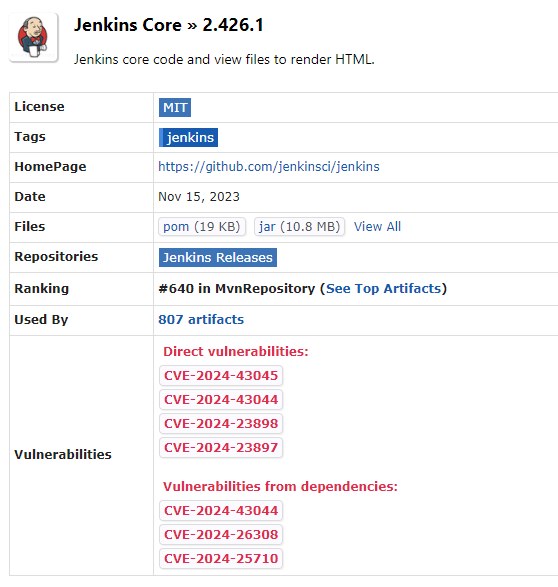 Jenkins Core » 2.426.1
Jenkins core code and view files to render HTML.
License MIT
Tags jenkins
HomePage https://github.com/jenkinsci/jenkins
Date Nov 15, 2023
Files pom (19 KB) jar (10.8 MB) View All
Repositories Jenkins Releases
Ranking #640 in MvnRepository (See Top Artifacts)
Used By 807 artifacts
Vulnerabilities
Direct vulnerabilities:
CVE-2024-43045
CVE-2024-43044
CVE-2024-23898
CVE-2024-23897
Vulnerabilities from dependencies:
CVE-2024-43044
CVE-2024-26308
CVE-2024-25710